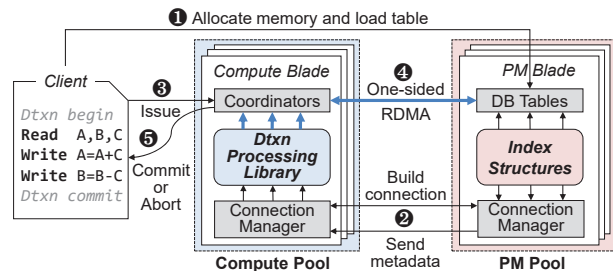 ❶ Allocate memory and load table
Client
Dtxn begin
Read A,B,C
Write A=A+C
Write B=B-C
Dtxn commit
❸
Issue
❺
Commit
or
Abort
Compute Blade
Coordinators
Dtxn
Processing
Library
Connection
Manager
Compute Pool
❹
One-sided
RDMA
Build
connection
❷
Send
metadata
PM Blade
DB Tables
Index
Structures
Connection
Manager
PM Pool